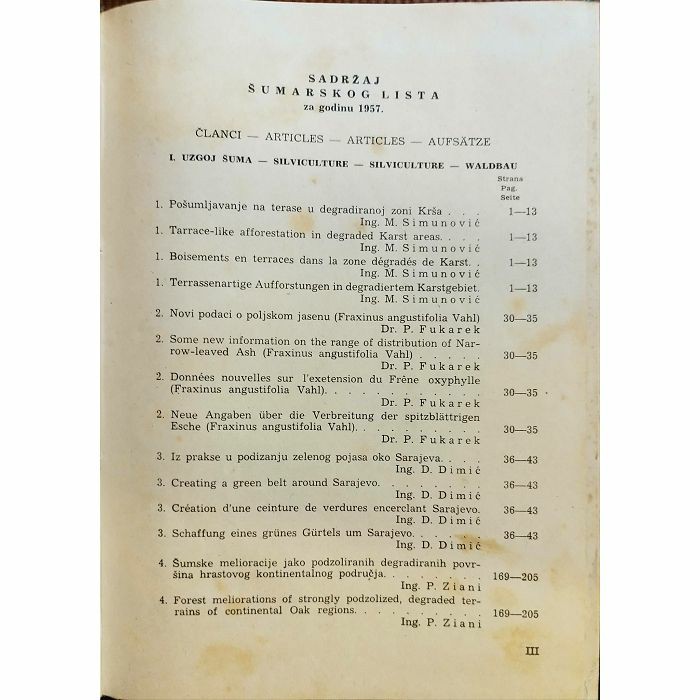 SADRŽAJ
ŠUMARSKOG LISTA
za godinu 1957.
ČLANCI — ARTICLES — ARTICLES — AUFSÄTZE
I. UZGOJ ŠUMA — SILVICULTURE — SILVICULTURE — WALDBAU
Strana
Pag.
Seite
1. Pošumljavanje na terase u degradiranoj zoni Krša . . . 1—13
Ing. M. Simunović
1. Tarrace-like afforestation in degraded Karst areas. . . . 1—13
Ing. M. Simunović
1. Boisements en terraces dans la zone dégradés de Karst. . 1—13
Ing. M. Simunović
1. Terrassenartige Aufforstungen in degradiertem Karstgebiet. 1—13
Ing. M. Simunović
2. Novi podaci o poljskom jasenu (Fraxinus angustifolia Vahl) 30—35
Dr. P. Fukarek
2. Some new information on the range of distribution of Nar-
row-leaved Ash (Fraxinus angustifolia Vahl) . . . . . 30—35
Dr. P. Fukarek
2. Données nouvelles sur l'exetension du Frêne oxyphylle
(Fraxinus angustifolia Vahl). . . . . . . . . . . 30—35
Dr. P. Fukarek
2. Neue Angaben über die Verbreitung der spitzblättrigen
Esche (Fraxinus angustifolia Vahl). . . . . . . . . 30—35
Dr. P. Fukarek
3. Iz prakse u podizanju zelenog pojasa oko Sarajeva. . . . 36—43
Ing. D. Dimić
3. Creating a green belt around Sarajevo. . . . . . . . 36—43
Ing. D. Dimić
3. Création d'une ceinture de verdures encerclant Sarajevo. 36—43
Ing. D. Dimić
3. Schaffung eines grünes Gürtels um Sarajevo. . . . . . 36—43
Ing. D. Dimić
4. Šumske melioracije jako podzoliranih degradiranih povr-
šina hrastovog kontinentalnog područja. . . . . . . . 169—205
Ing. P. Ziani
4. Forest meliorations of strongly podzolized, degraded ter-
rains of continental Oak regions. . . . . . . . . . 169—205
Ing. P. Ziani
III